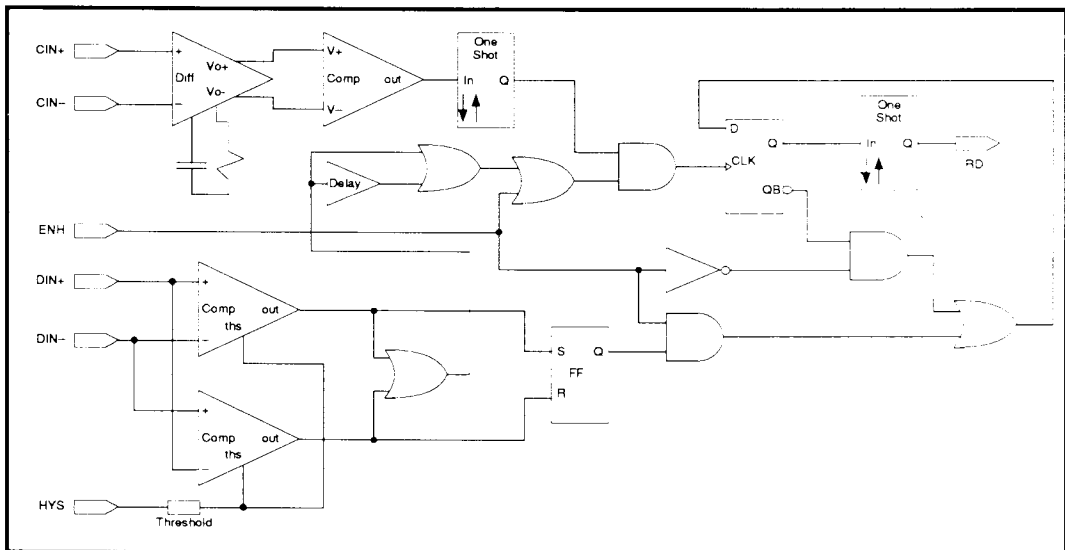 CIN+
CIN−
+
−
Diff
Vo+
Vo-
V+
V−
Comp
out
One
Shot
In
Q
D
Q
CLK
QB
One
Shot
In
Q
RD
Delay
ENH
DIN+
DIN−
+
−
Comp
ths
out
+
−
Comp
ths
out
S
Q
FF
R
HYS
Threshold